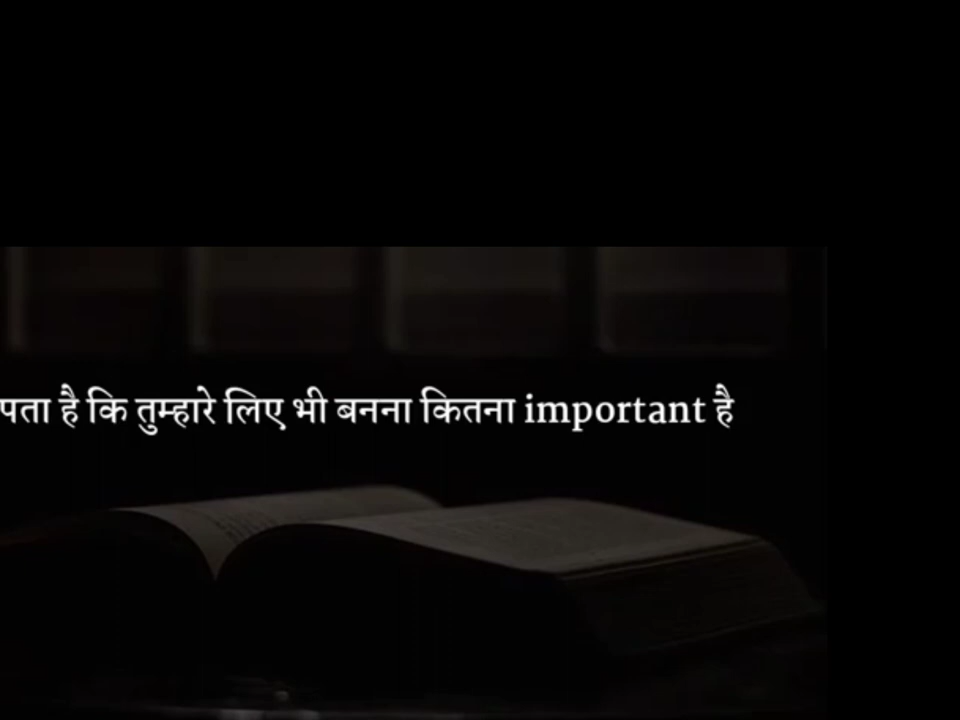 पता है कि तुम्हारे लिए भी बनना कितना important है